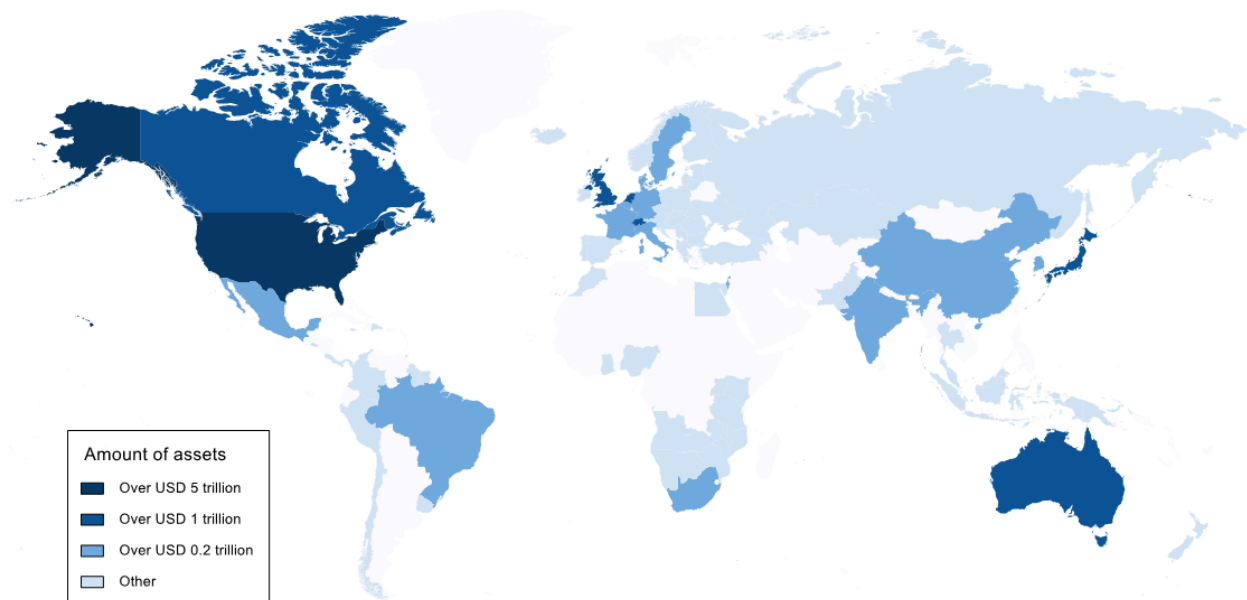 Amount of assets
Over USD 5 trillion
Over USD 1 trillion
Over USD 0.2 trillion
Other